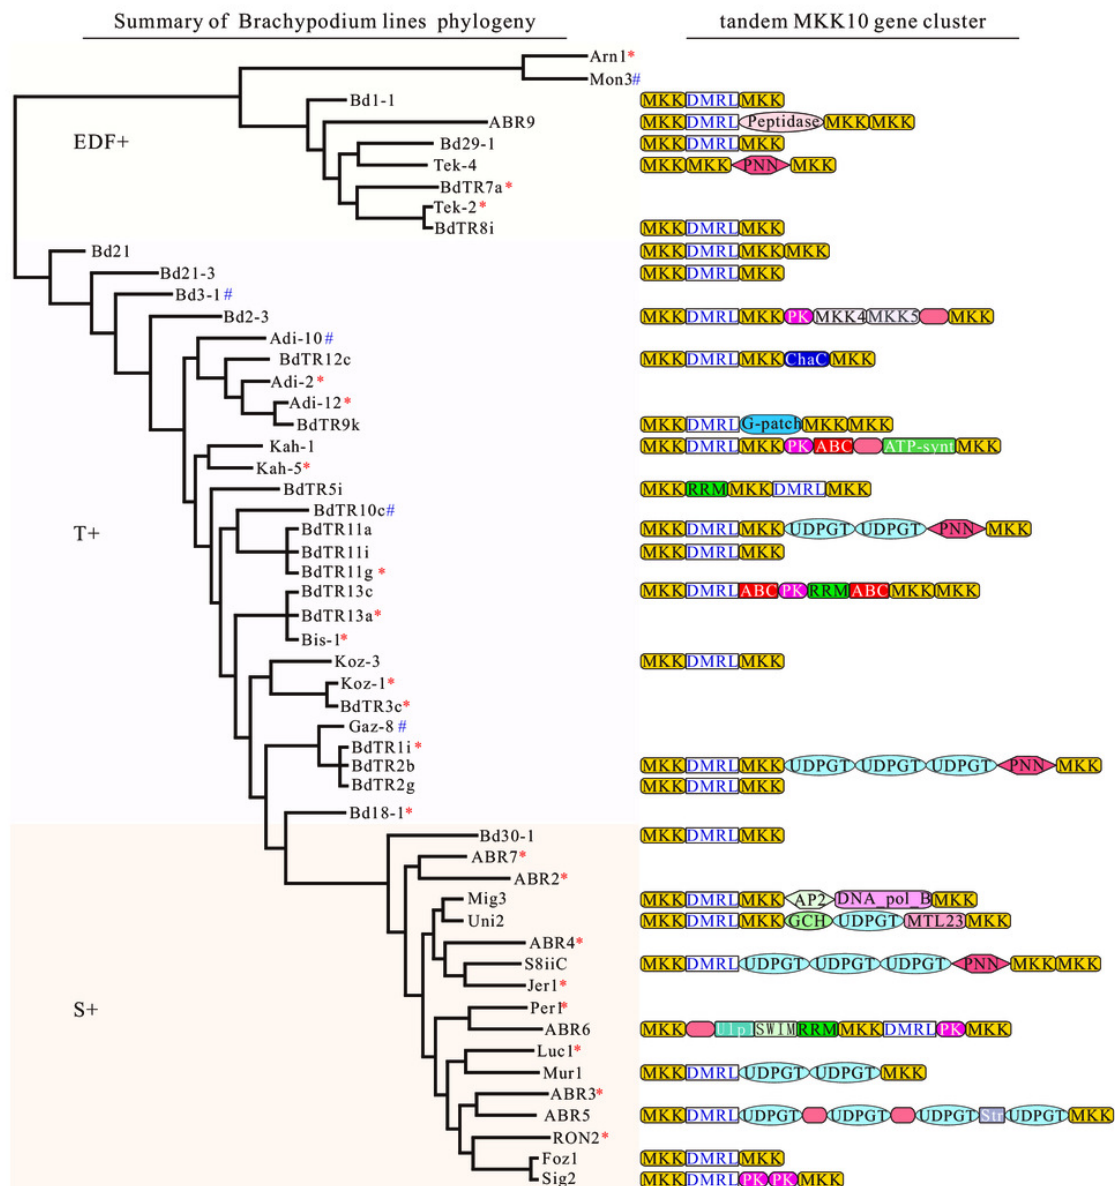 Summary of Brachypodium lines phylogeny tandem MKK10 gene cluster
Arn1*
Mon3#
Bd1-1 MKK DMRL MKK
ABR9 MKK DMRL Peptidase MKK MKK
EDF+
Bd29-1 MKK DMRL MKK
Tek-4 MKK MKK PNN MKK
BdTR7a*
Tek-2*
BdTR8i MKK DMRL MKK
Bd21 MKK DMRL MKK MKK
Bd21-3 MKK DMRL MKK
Bd3-1#
Bd2-3 MKK DMRL MKK PK MKK4 MKK5 MKK
Adi-10#
BdTR12c MKK DMRL MKK ChaC MKK
Adi-2*
Adi-12*
BdTR9k MKK DMRL G-patch MKK MKK
Kah-1 MKK DMRL MKK PK ABC ATP-synt MKK
Kah-5*
BdTR5i MKK RRM MKK DMRL MKK
BdTR10c#
T+
BdTR11a MKK DMRL MKK UDPGT UDPGT PNN MKK
BdTR11i MKK DMRL MKK
BdTR11g*
BdTR13c MKK DMRL ABC PK RRM ABC MKK MKK
BdTR13a*
Bis-1*
Koz-3 MKK DMRL MKK
Koz-1*
BdTR3c*
Gaz-8#
BdTR1i*
BdTR2b MKK DMRL MKK UDPGT UDPGT UDPGT PNN MKK
BdTR2g MKK DMRL MKK
Bd18-1*
Bd30-1 MKK DMRL MKK
ABR7*
ABR2*
Mig3 MKK DMRL MKK AP2 DNA_pol_B MKK
Uni2 MKK DMRL MKK GCH UDPGT MTL23 MKK
ABR4*
S8iiC MKK DMRL UDPGT UDPGT UDPGT PNN MKK MKK
Jer1*
S+
Per1*
ABR6 MKK Ulp1 SWIM RRM MKK DMRL PK MKK
Luc1*
Mur1 MKK DMRL UDPGT UDPGT MKK
ABR3*
ABR5 MKK DMRL UDPGT UDPGT UDPGT Str UDPGT MKK
RON2*
Foz1 MKK DMRL MKK
Sig2 MKK DMRL PK PK MKK